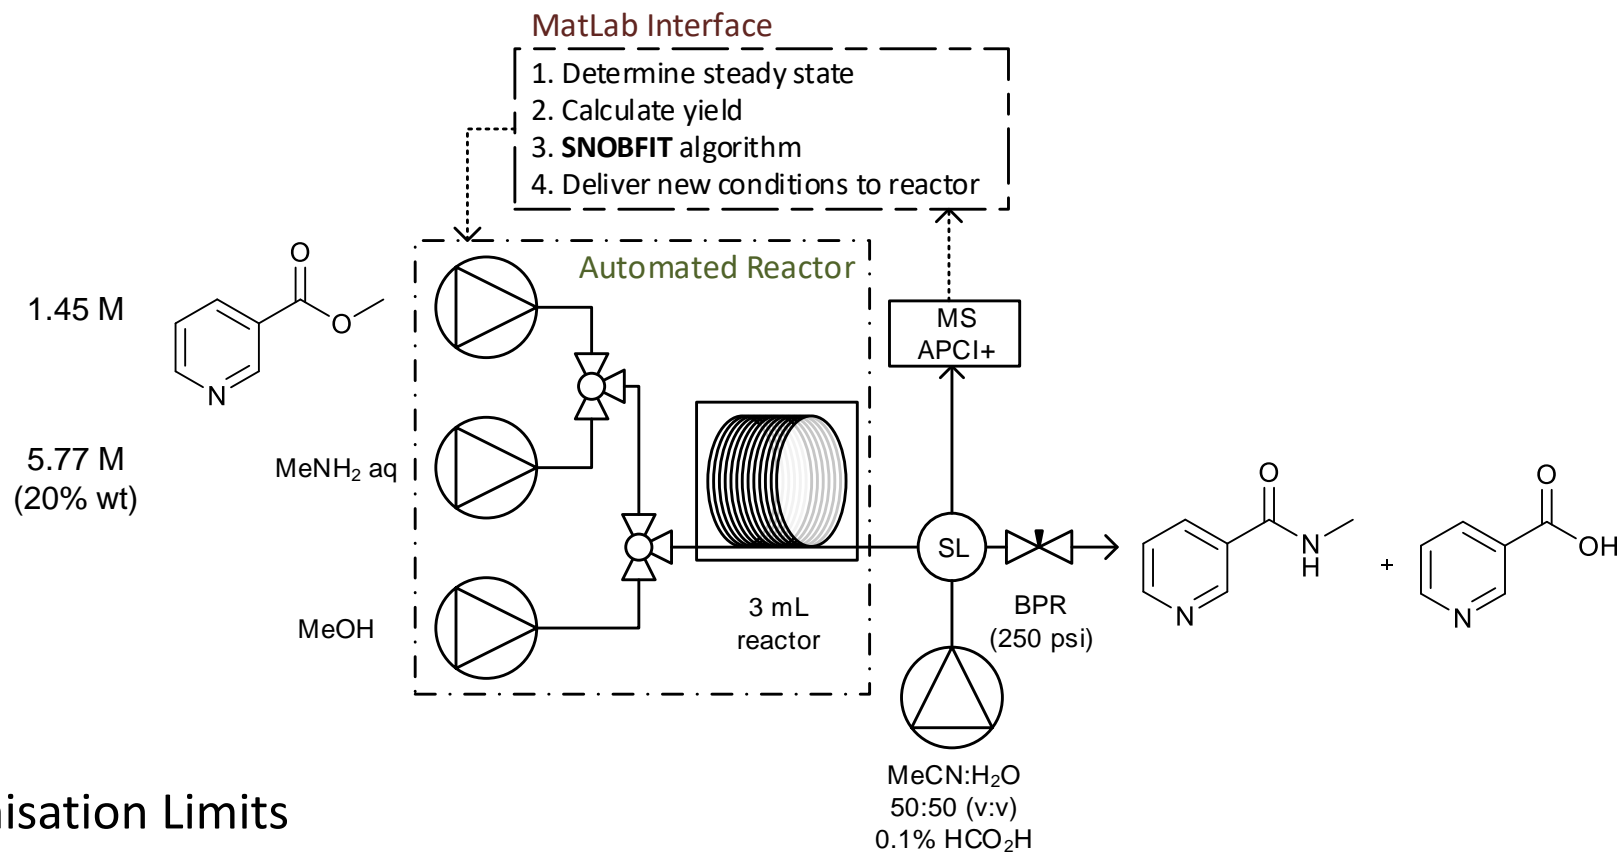 MatLab Interface
1. Determine steady state
2. Calculate yield
3. SNOBFIT algorithm
4. Deliver new conditions to reactor
Automated Reactor
1.45 M
O
O
N
MS
APCI+
5.77 M
(20% wt)
MeNH₂ aq
SL
O
N
H
N
+
O
OH
N
MeOH
3 mL
reactor
BPR
(250 psi)
MeCN:H₂O
50:50 (v:v)
0.1% HCO₂H
isation Limits